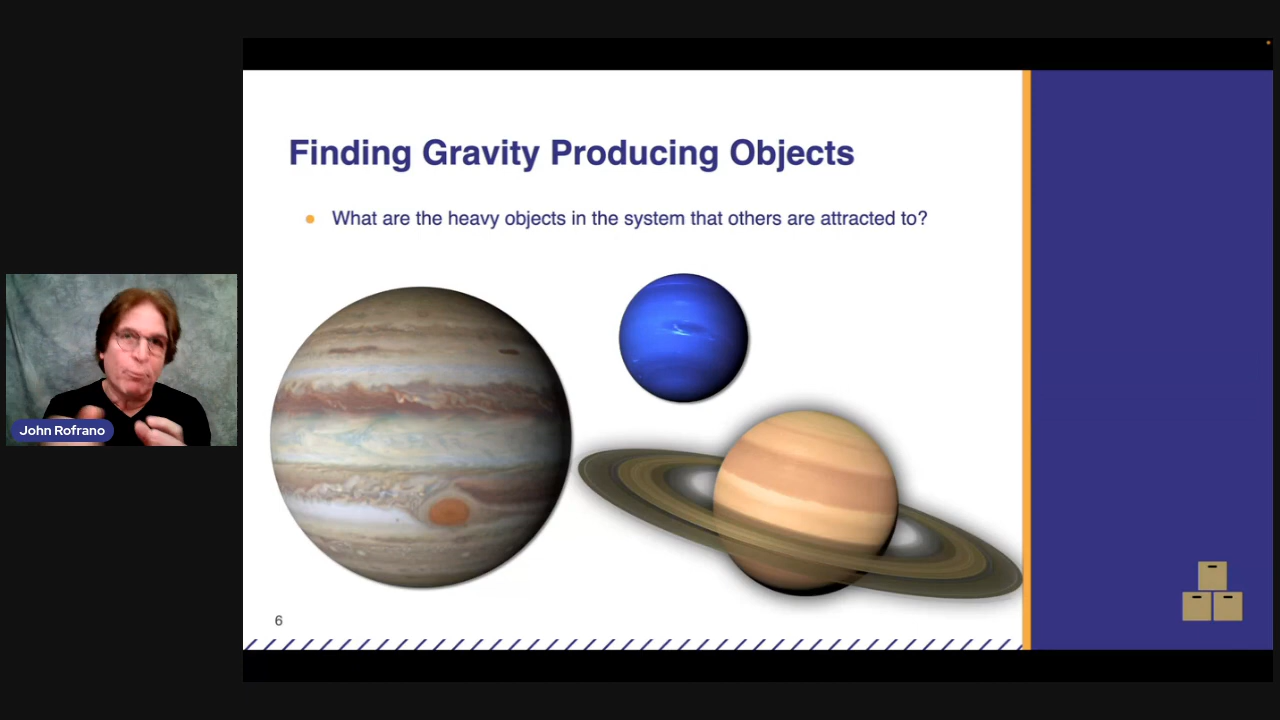 Finding Gravity Producing Objects
What are the heavy objects in the system that others are attracted to?
John Rofrano
6